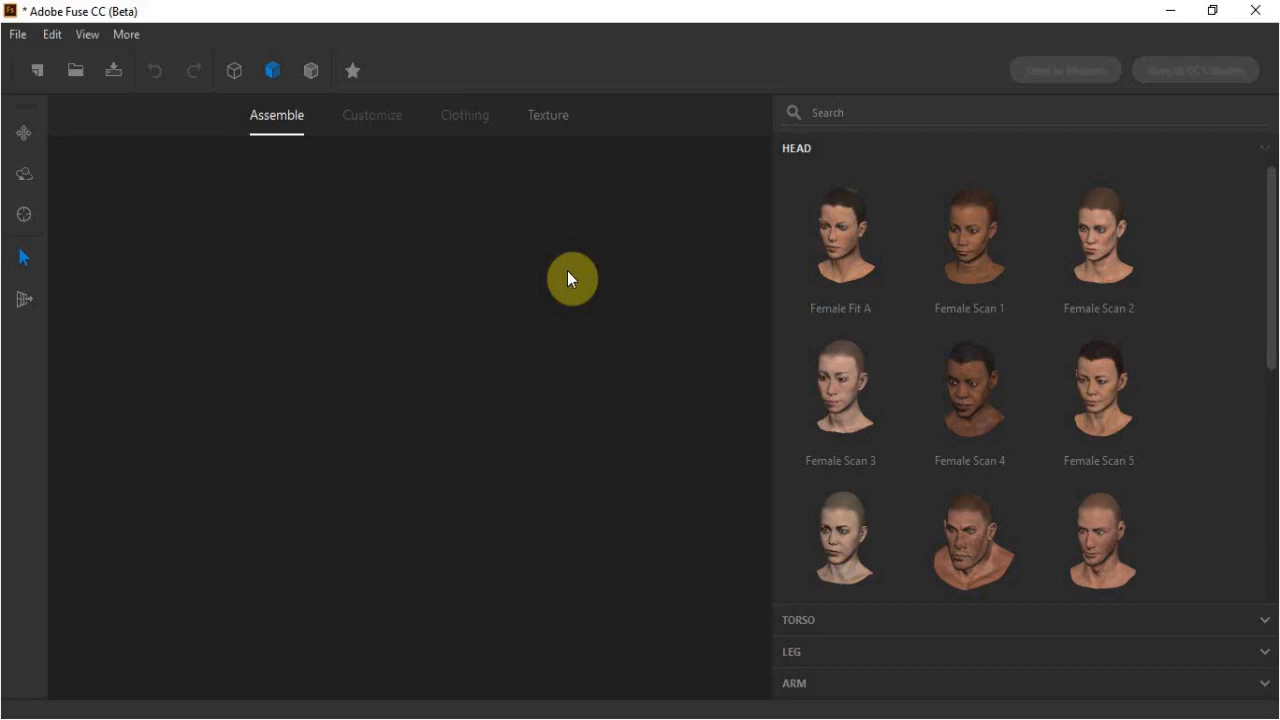 Fs * Adobe Fuse CC (Beta)
File Edit View More
Assemble Customize Clothing Texture
Search
HEAD
Female Fit A Female Scan 1 Female Scan 2
Female Scan 3 Female Scan 4 Female Scan 5
TORSO
LEG
ARM